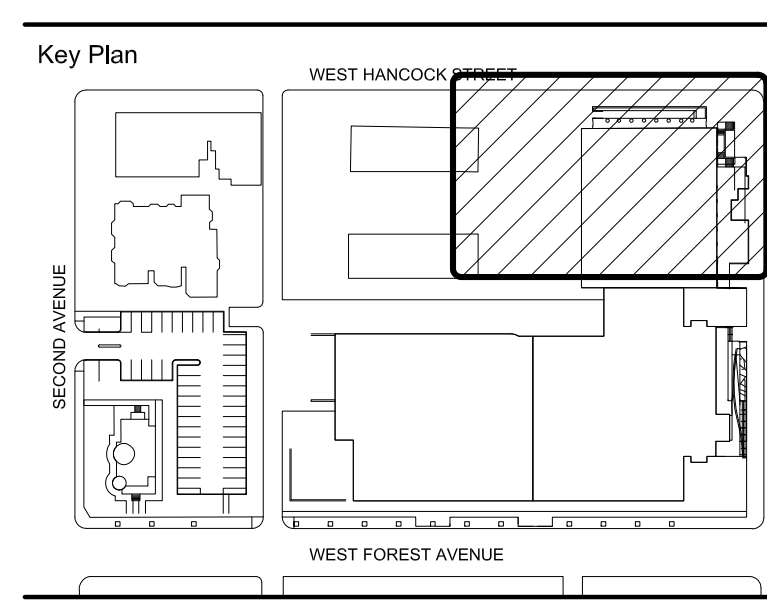 Key Plan
WEST HANCOCK STREET
SECOND AVENUE
WEST FOREST AVENUE